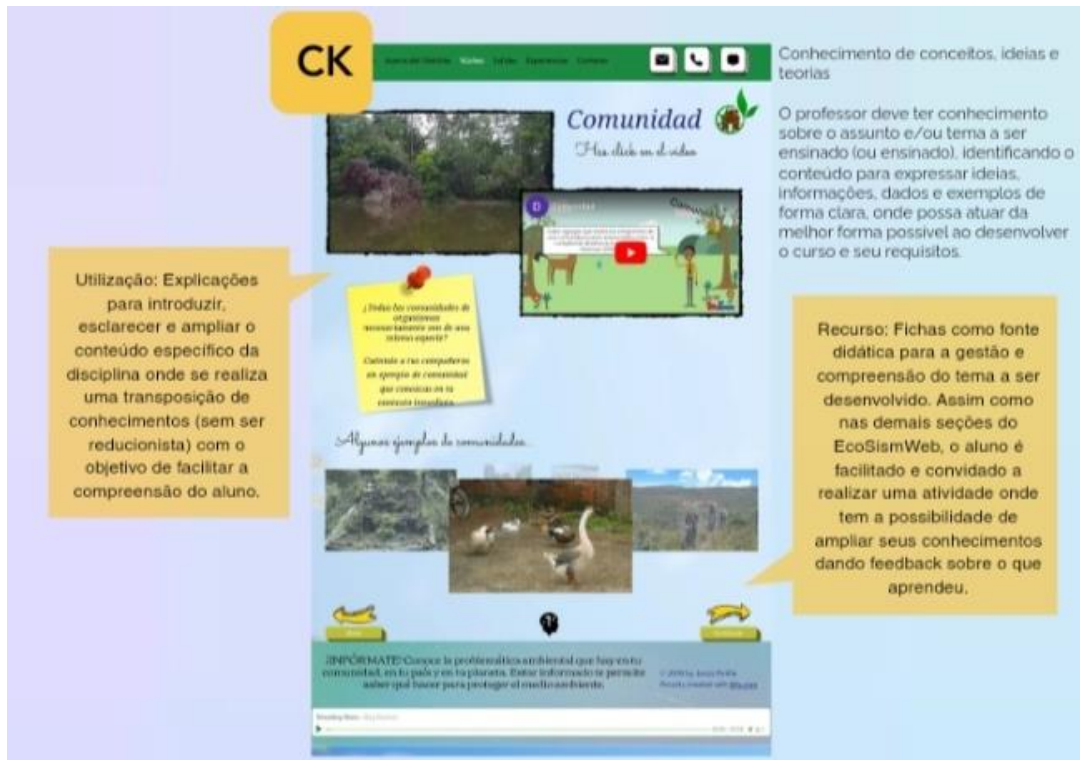 CK
Acerca del
Comunidad
Has click en el video
D
Conhecimento de conceitos, ideias e
teorias
O professor deve ter conhecimento
sobre o assunto e/ou tema a ser
ensinado (ou ensinado), identificando o
conteúdo para expressar ideias,
informações, dados e exemplos de
forma clara, onde possa atuar da
melhor forma possível ao desenvolver
o curso e seu requisitos.
Utilização: Explicações
para introduzir,
esclarecer e ampliar o
conteúdo específico da
disciplina onde se realiza
uma transposição de
conhecimentos (sem ser
reducionista) com o
objetivo de facilitar a
compreensão do aluno.
¿Todas las comunidades de
organismos
necesariamente son de una
misma especie?
Coméntale a tus compañeros
un ejemplo de comunidad
que conozcas en tu
contexto inmediato.
Recurso: Fichas como fonte
didática para a gestão e
compreensão do tema a ser
desenvolvido. Assim como
nas demais seções do
EcoSismWeb, o aluno é
facilitado e convidado a
realizar uma atividade onde
tem a possibilidade de
ampliar seus conhecimentos
dando feedback sobre o que
aprendeu.
Algunos ejemplos de comunidades
¡INFÓRMATE! Conoce la problemática ambiental que hay en tu
comunidad, en tu país y en tu planeta. Estar informado te permite
saber qué hacer para proteger el medio ambiente.